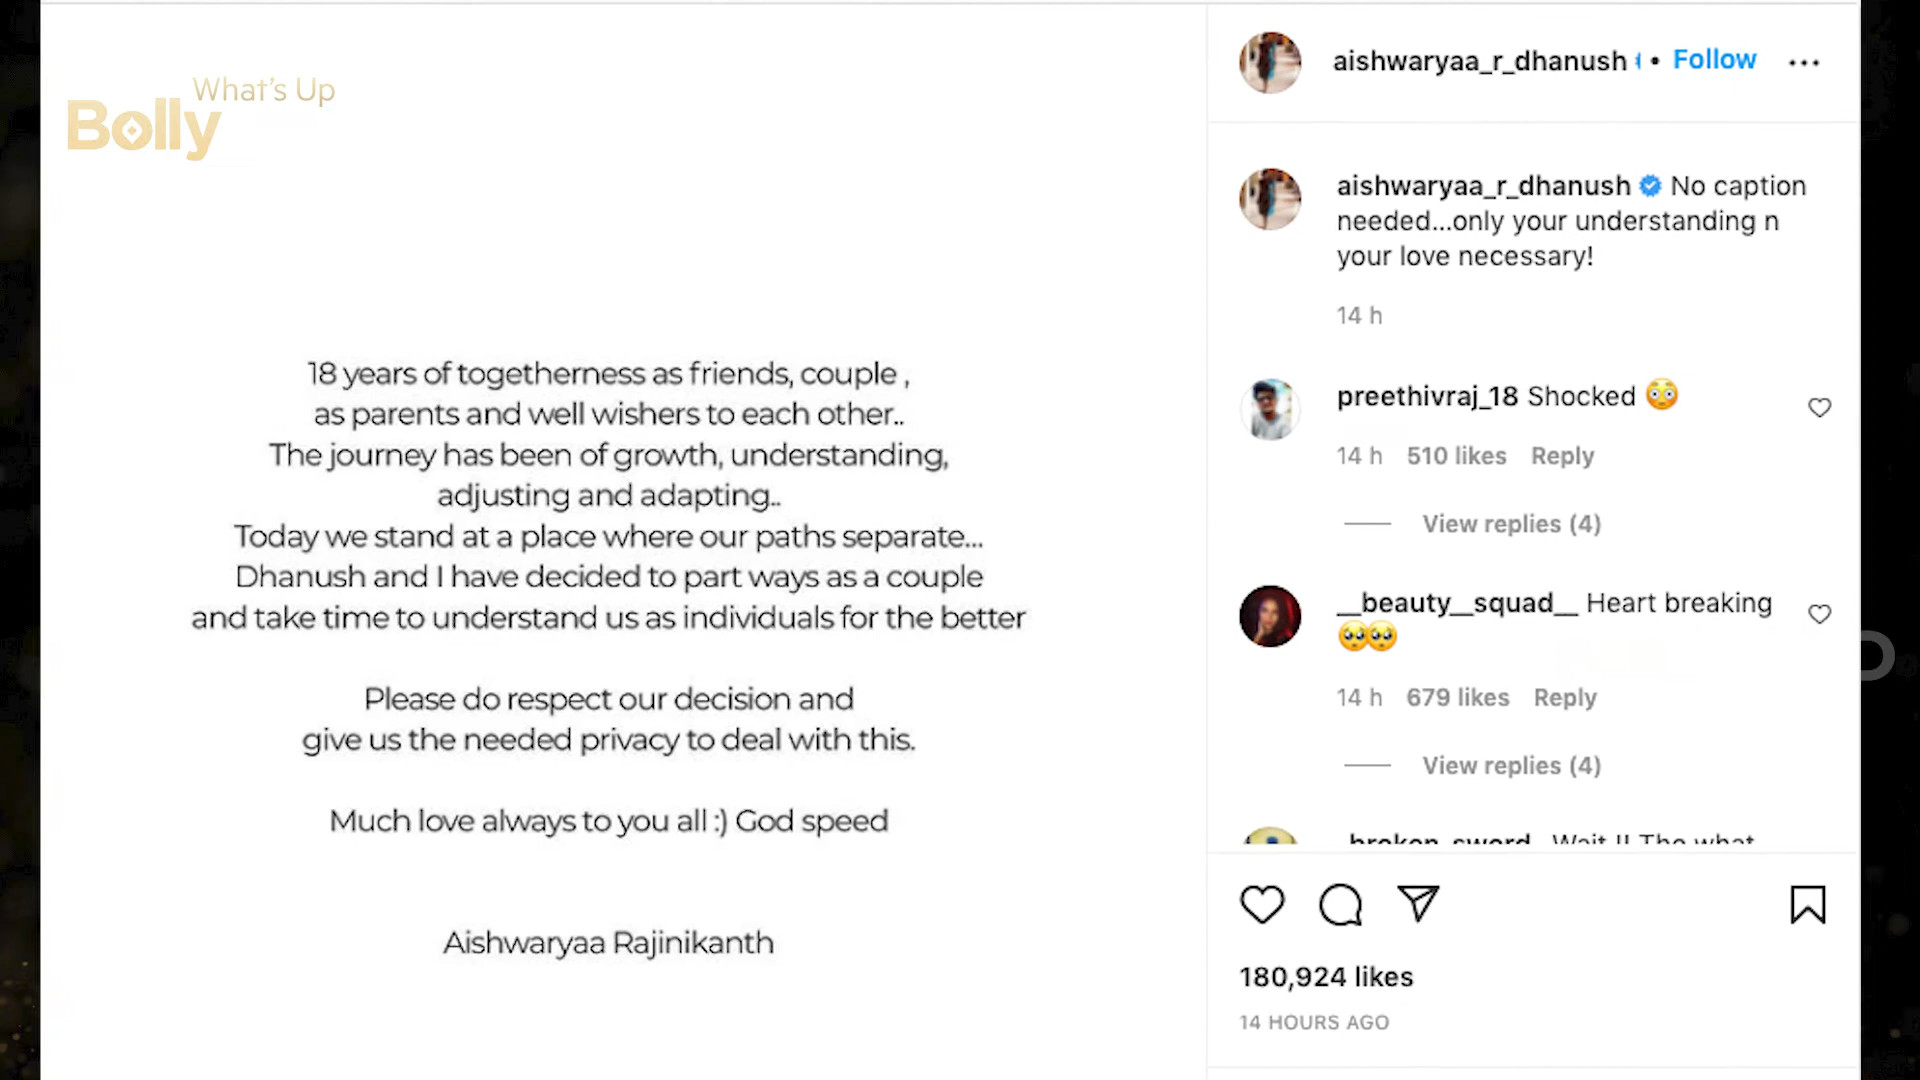 What's Up
Bolly
18 years of togetherness as friends, couple ,
as parents and well wishers to each other..
The journey has been of growth, understanding,
adjusting and adapting..
Today we stand at a place where our paths separate...
Dhanush and I have decided to part ways as a couple
and take time to understand us as individuals for the better
Please do respect our decision and
give us the needed privacy to deal with this.
Much love always to you all :) God speed
Aishwaryaa Rajinikanth
aishwaryaa_r_dhanush • Follow
aishwaryaa_r_dhanush No caption
needed...only your understanding n
your love necessary!
14 h
preethivraj_18 Shocked 😳
14 h 510 likes Reply
View replies (4)
__beauty__squad__ Heart breaking
🥺🥺
14 h 679 likes Reply
View replies (4)
broken_sword Wait !! The what
180,924 likes
14 HOURS AGO